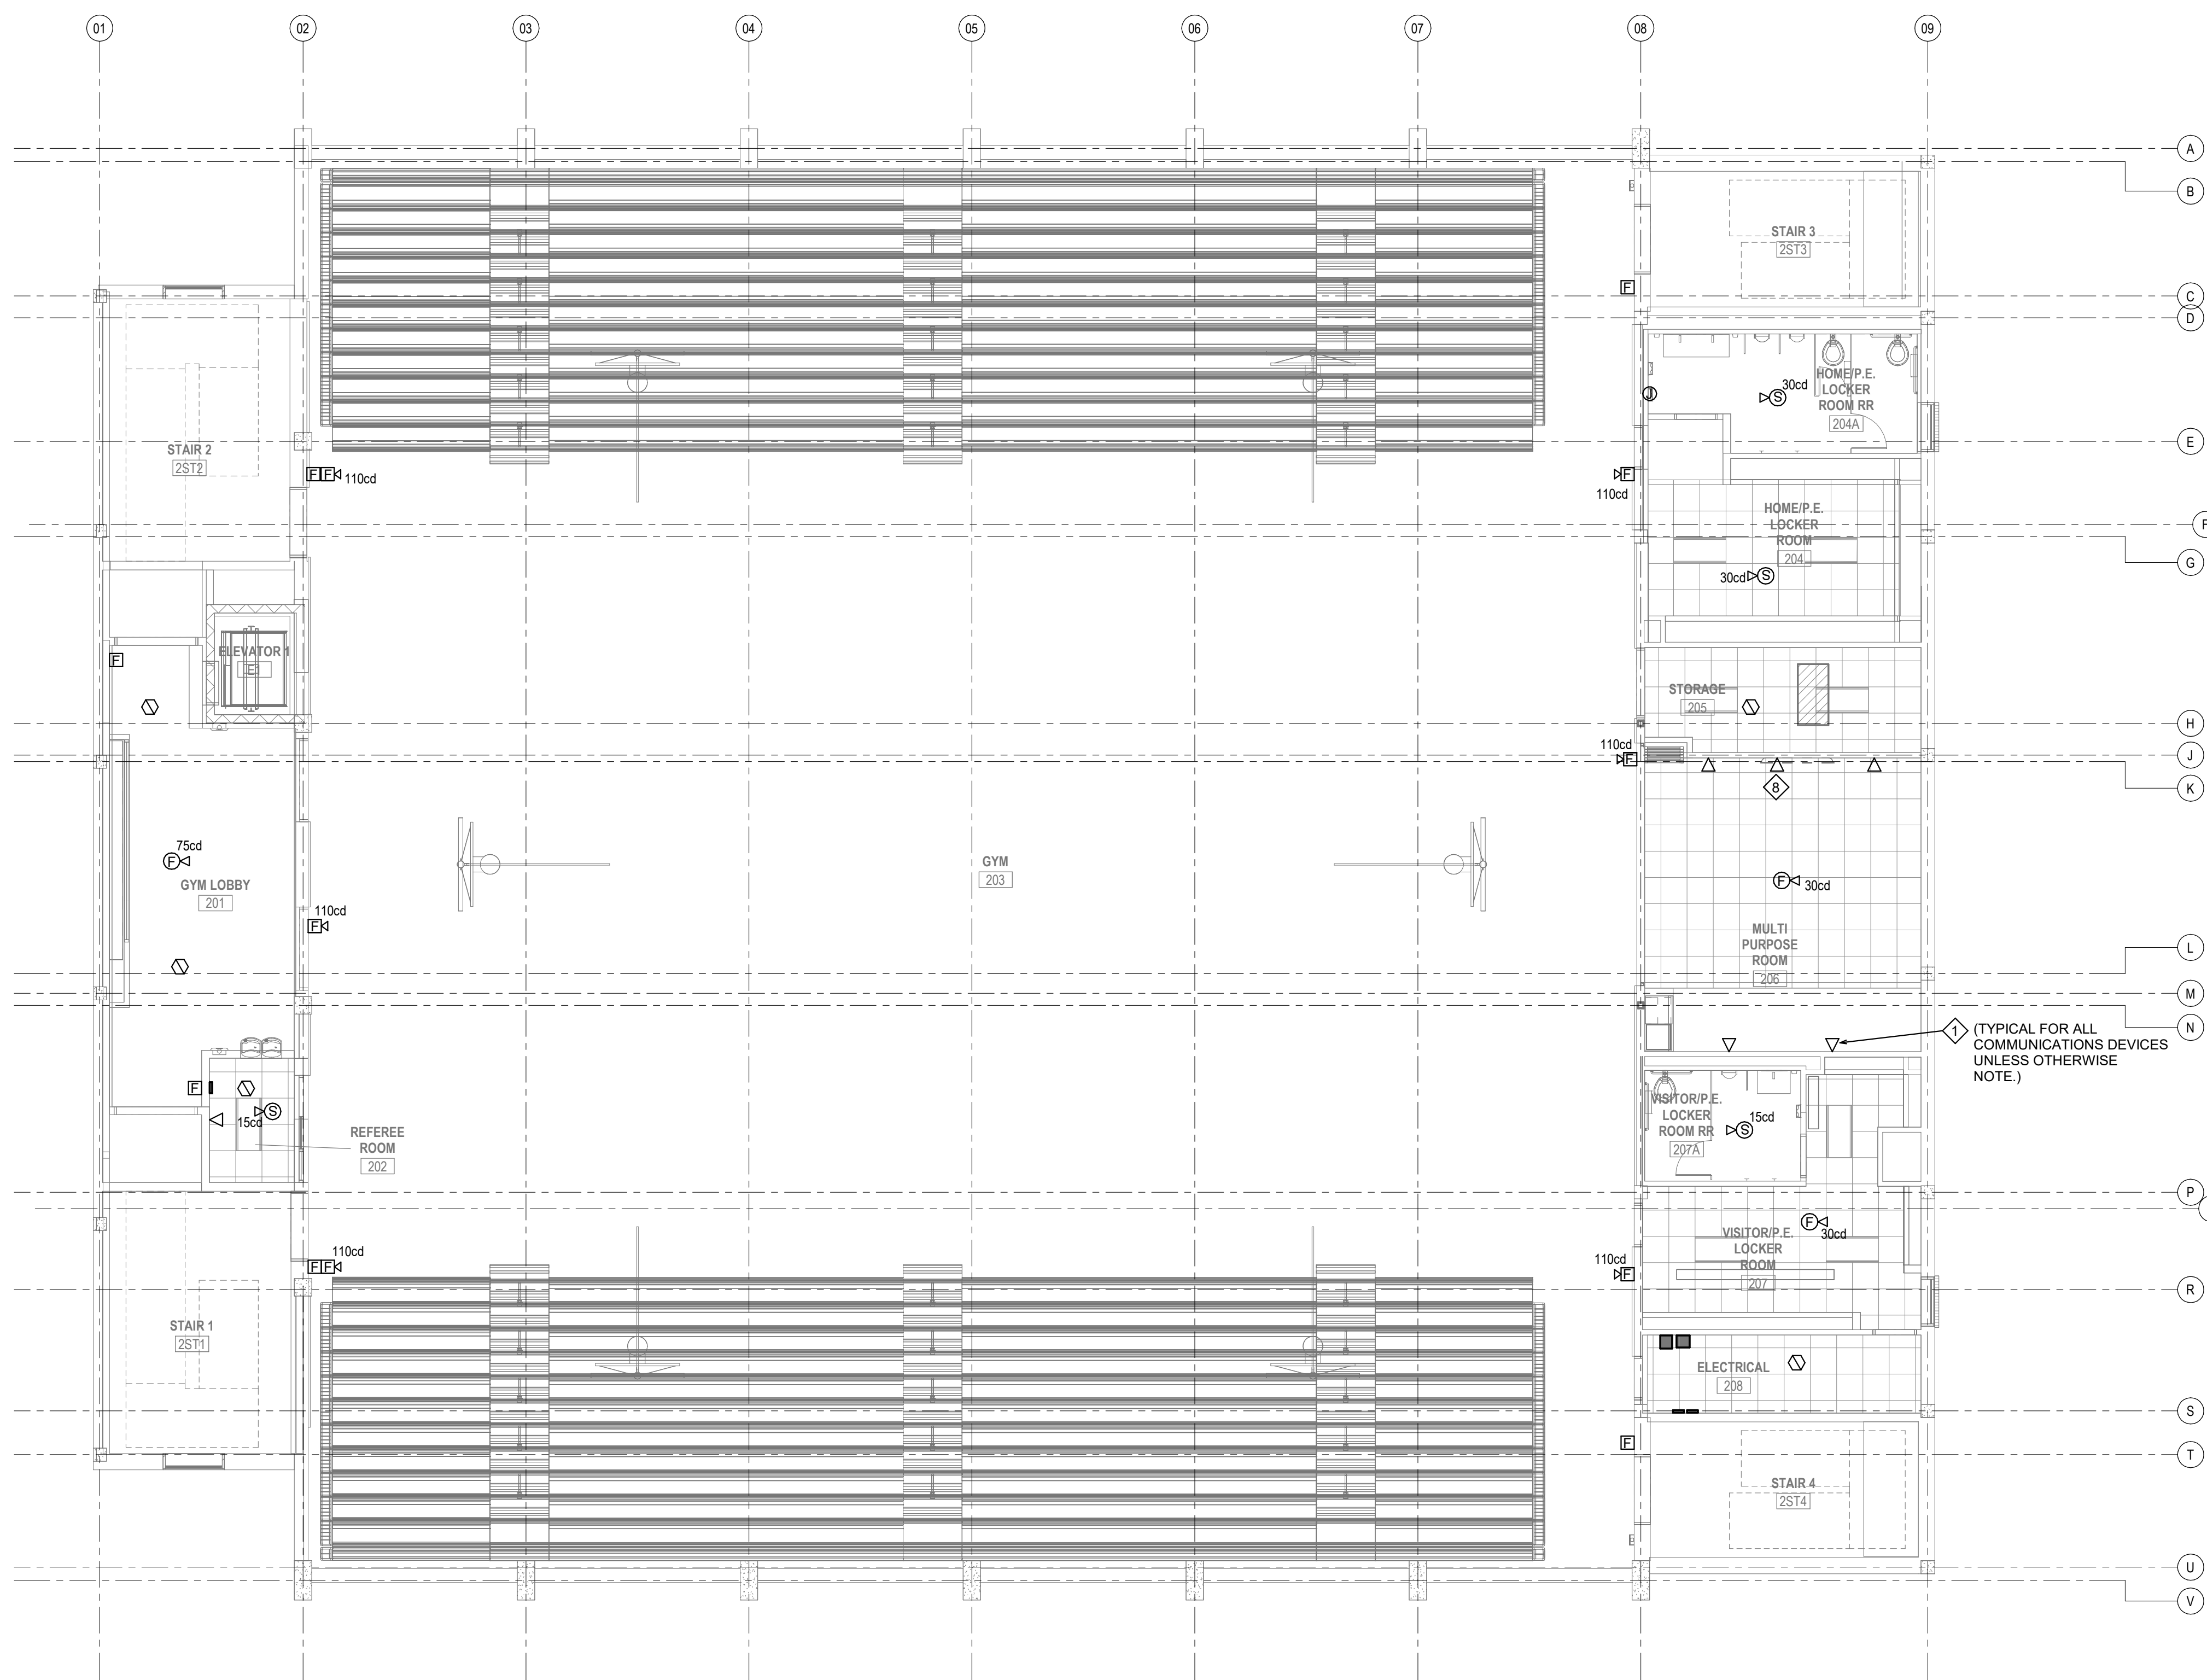 01
02
03
04
05
06
07
08
09
A
B
STAIR 3
2ST3
F
C
D
30cd
S
J
HOME/P.E.
LOCKER
ROOM RR
204A
E
STAIR 2
2ST2
F F 110cd
F
110cd
HOME/P.E.
LOCKER
ROOM
204
F
G
30cd S
ELEVATOR 1
E1
F
STORAGE
205
H
110cd
F
J
8
K
75cd
F
GYM LOBBY
201
GYM
203
F 30cd
110cd
F
MULTI
PURPOSE
ROOM
206
L
M
N
1 (TYPICAL FOR ALL
COMMUNICATIONS DEVICES
UNLESS OTHERWISE
NOTE.)
F
S
15cd
REFEREE
ROOM
202
VISITOR/P.E.
LOCKER
ROOM RR
207A
15cd
S
P
F
30cd
VISITOR/P.E.
LOCKER
ROOM
207
110cd
F F
110cd
F
R
STAIR 1
2ST1
ELECTRICAL
208
S
F
T
STAIR 4
2ST4
U
V